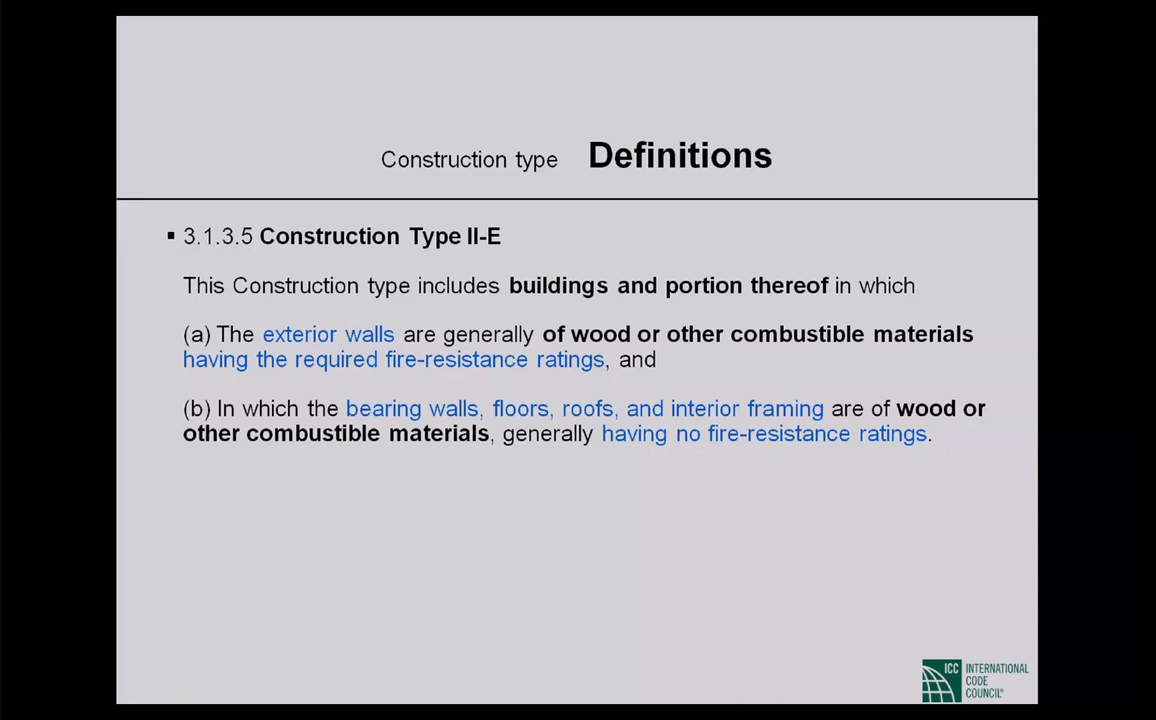 Construction type Definitions
▪ 3.1.3.5 Construction Type II-E
This Construction type includes buildings and portion thereof in which
(a) The exterior walls are generally of wood or other combustible materials
having the required fire-resistance ratings, and
(b) In which the bearing walls, floors, roofs, and interior framing are of wood or
other combustible materials, generally having no fire-resistance ratings.
ICC INTERNATIONAL
CODE
COUNCIL®